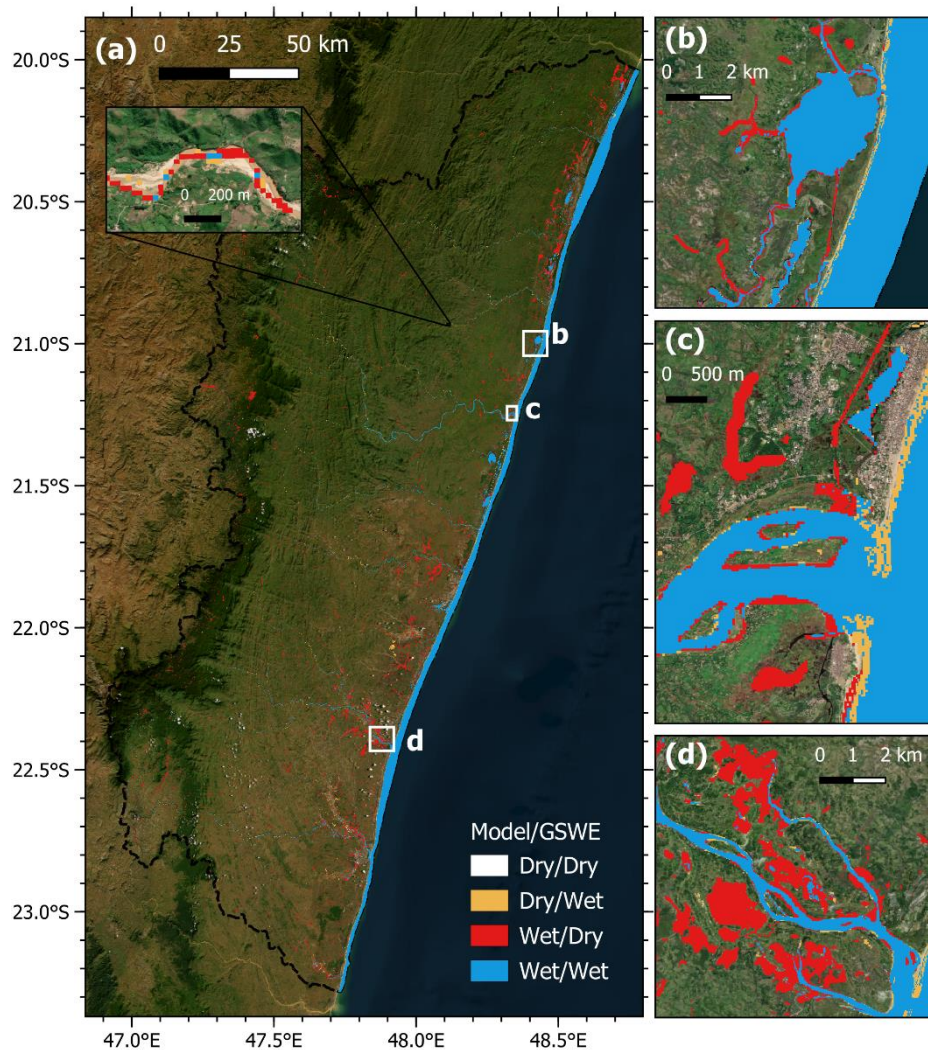 (a)
0 25 50 km
20.0°S
20.5°S
21.0°S
21.5°S
22.0°S
22.5°S
23.0°S
0 200 m
b
c
d
Model/GSWE
Dry/Dry
Dry/Wet
Wet/Dry
Wet/Wet
47.0°E 47.5°E 48.0°E 48.5°E
(b)
0 1 2 km
(c)
0 500 m
(d)
0 1 2 km